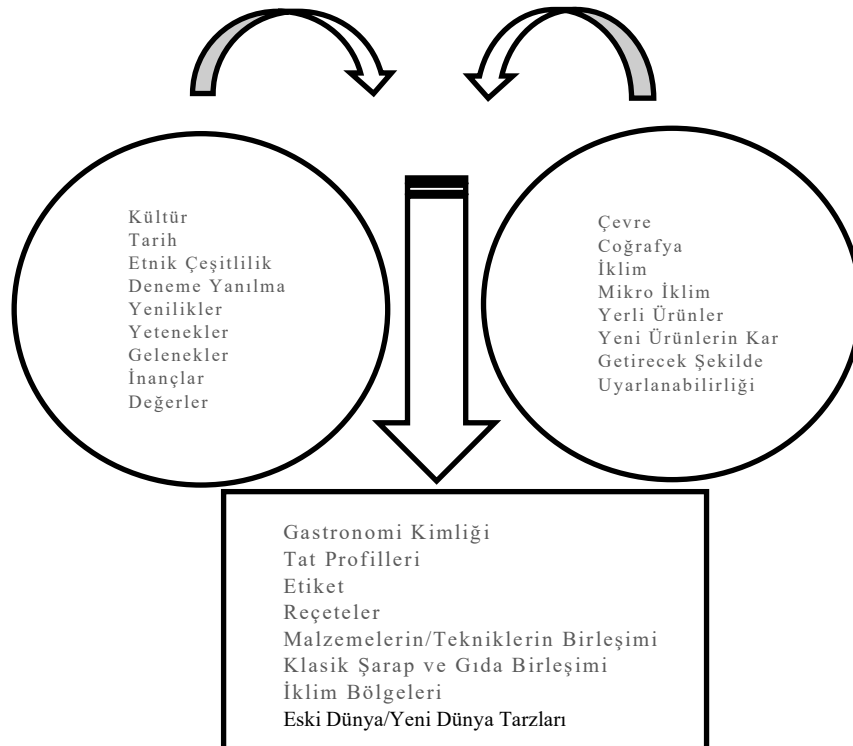 Kültür
Tarih
Etnik Çeşitlilik
Deneme Yanılma
Yenilikler
Yetenekler
Gelenekler
İnançlar
Değerler
Çevre
Coğrafya
İklim
Mikro İklim
Yerli Ürünler
Yeni Ürünlerin Kar
Getirecek Şekilde
Uyarlanabilirliği
Gastronomi Kimliği
Tat Profilleri
Etiket
Reçeteler
Malzemelerin/Tekniklerin Birleşimi
Klasik Şarap ve Gıda Birleşimi
İklim Bölgeleri
Eski Dünya/Yeni Dünya Tarzları